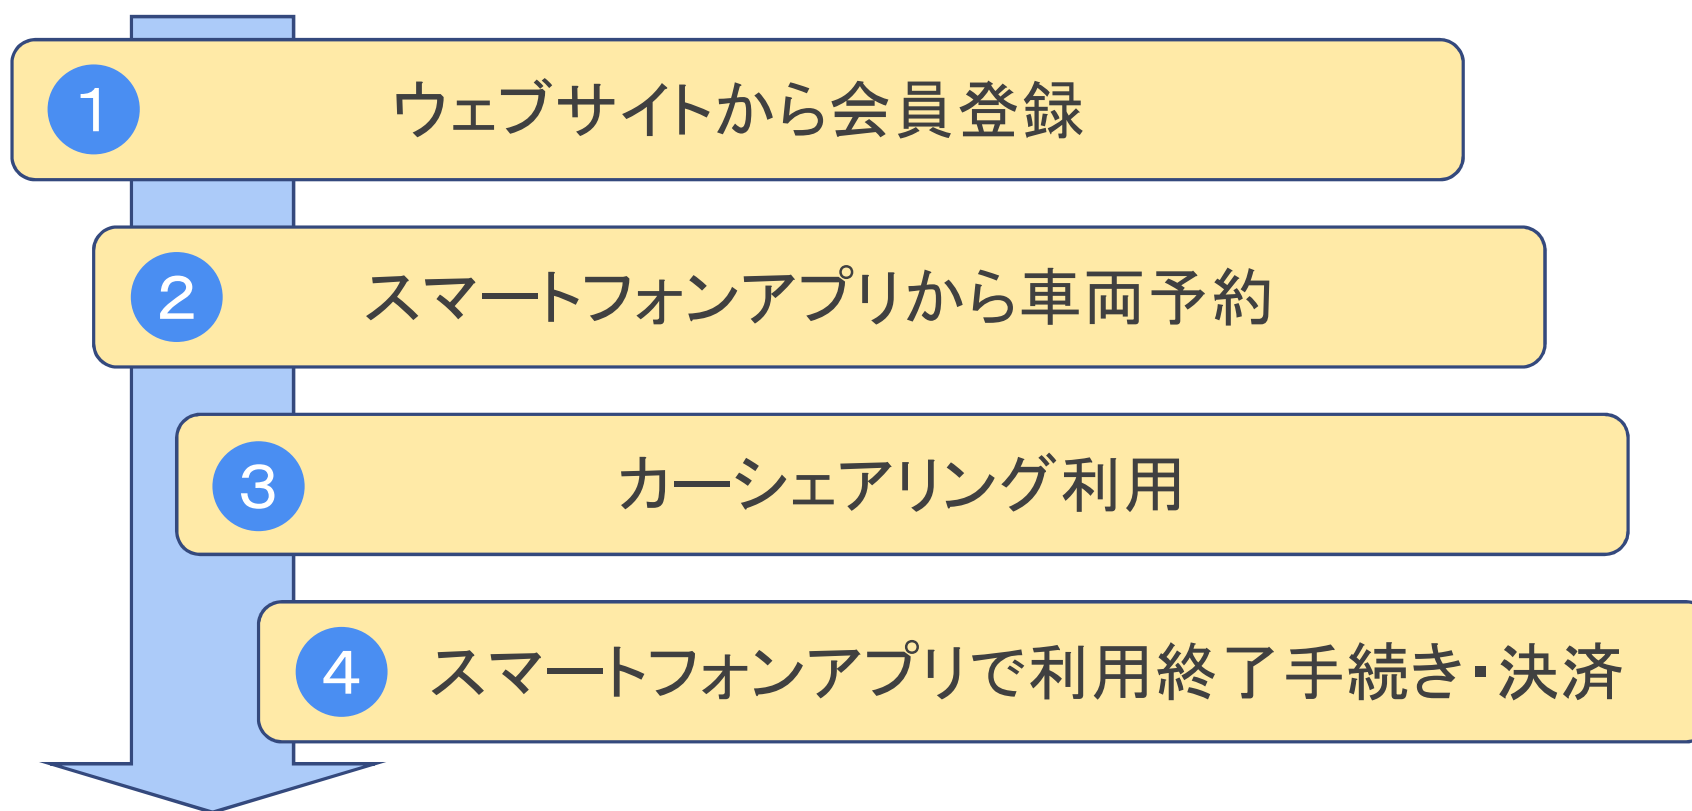 1 ウェブサイトから会員登録
2 スマートフォンアプリから車両予約
3 カーシェアリング利用
4 スマートフォンアプリで利用終了手続き・決済